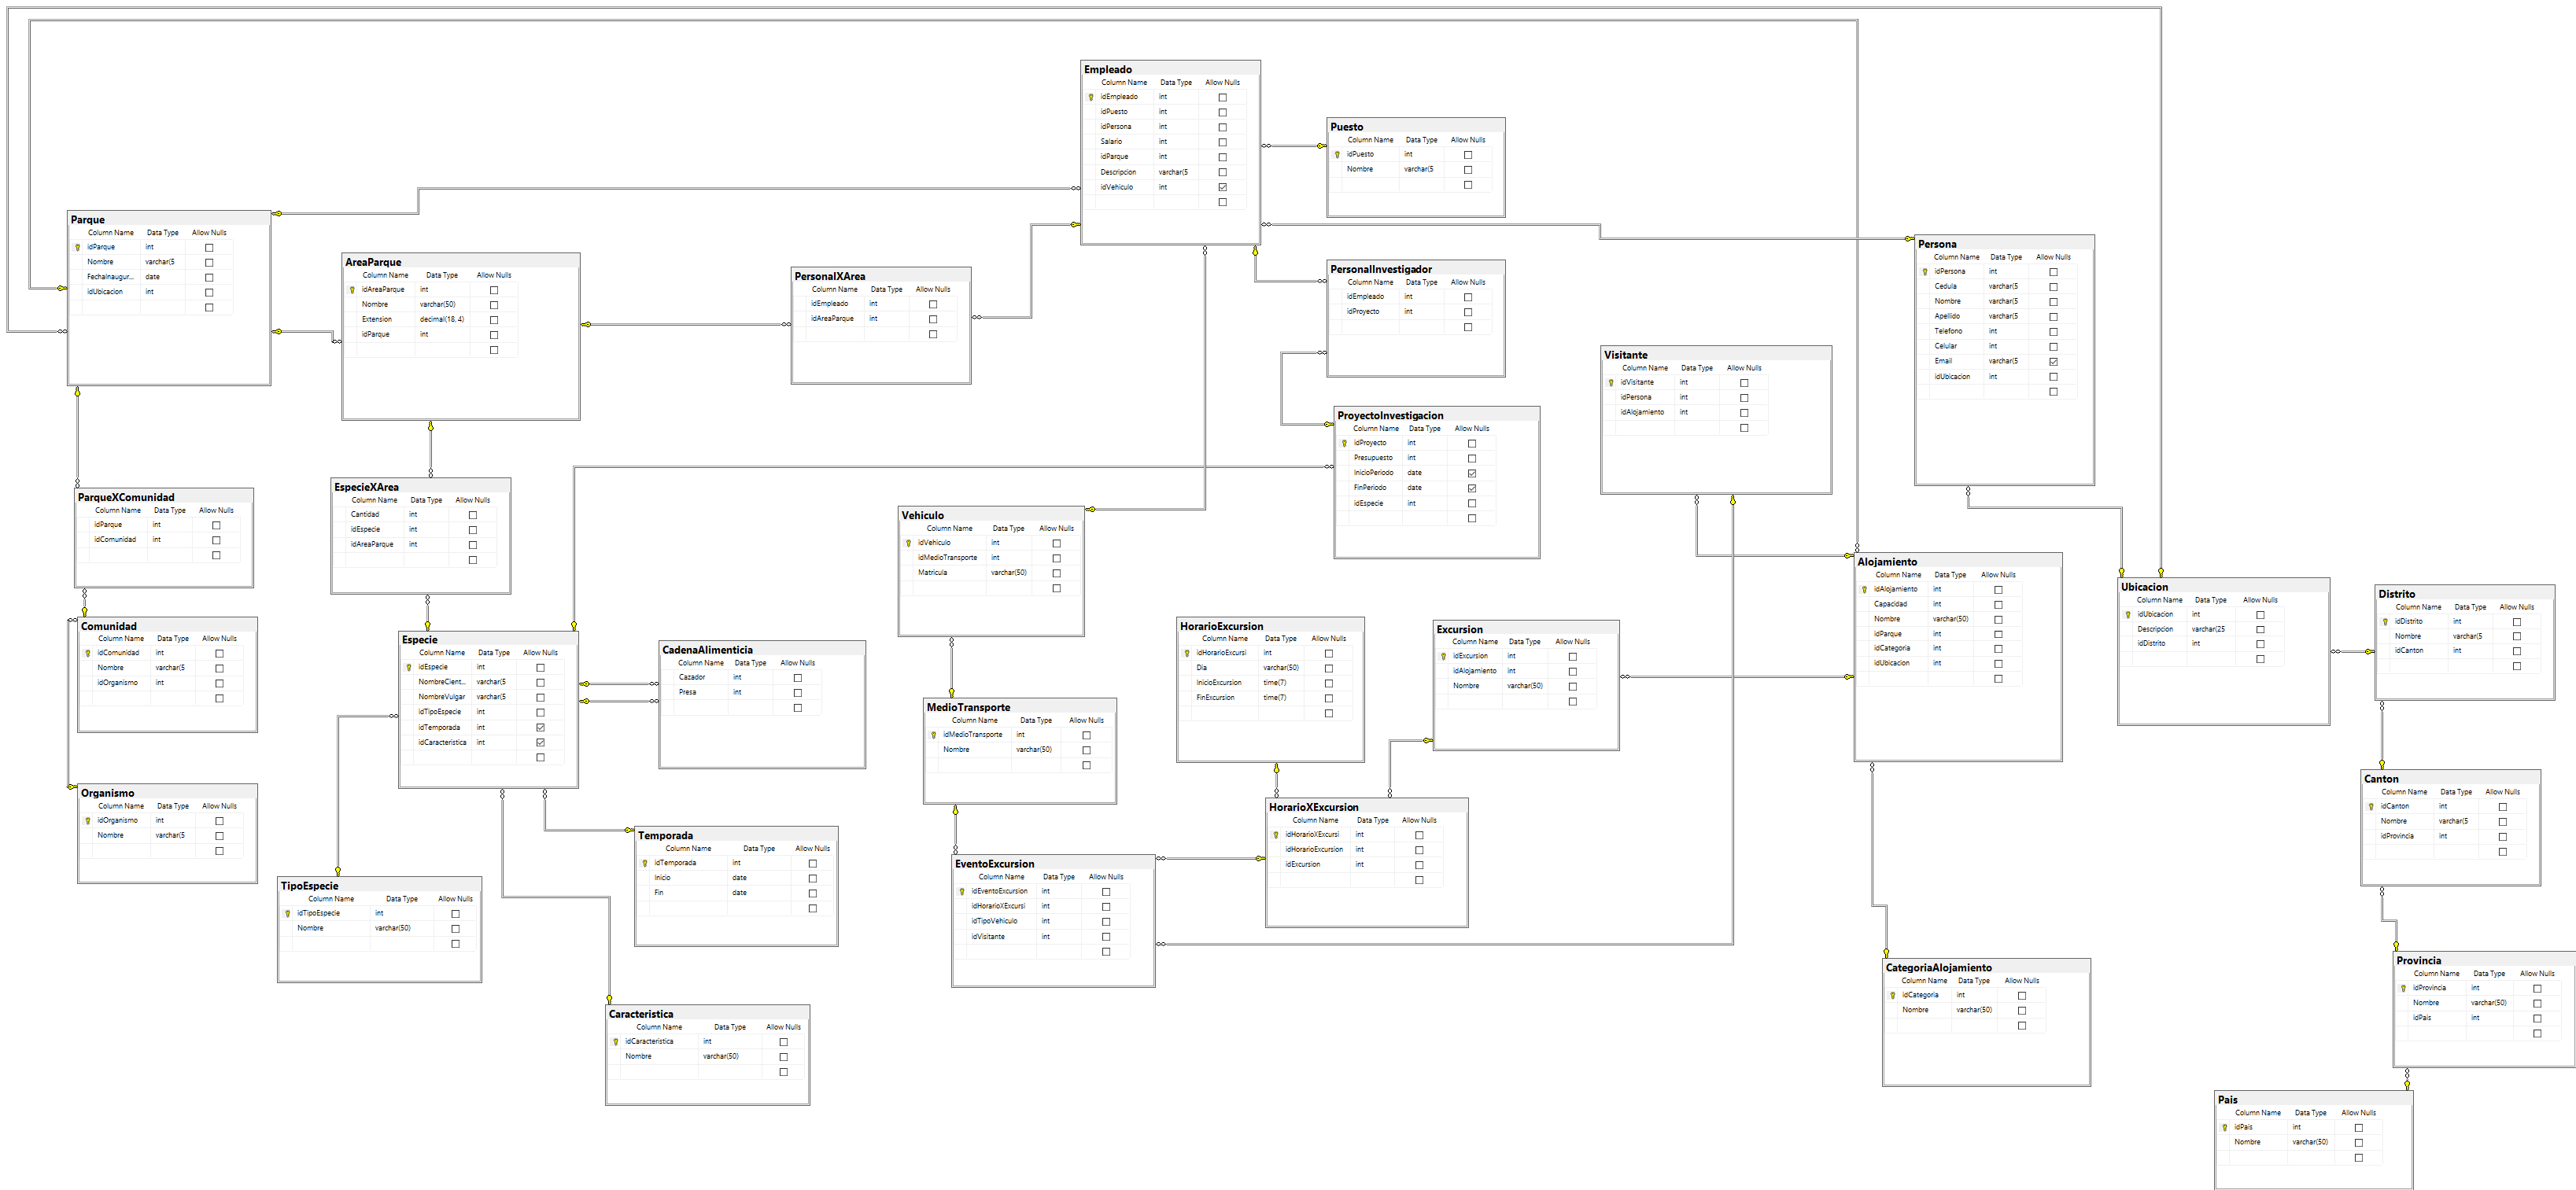 Empleado
Column Name Data Type Allow Nulls
idEmpleado int
idPuesto int
idPersona int
Salario int
idParque int
Descripcion varchar(5
idVehiculo int
Puesto
Column Name Data Type Allow Nulls
idPuesto int
Nombre varchar(5
Parque
Column Name Data Type Allow Nulls
idParque int
Nombre varchar(5
FechaInaugur... date
idUbicacion int
AreaParque
Column Name Data Type Allow Nulls
idAreaParque int
Nombre varchar(50)
Extension decimal(18, 4)
idParque int
PersonalXArea
Column Name Data Type Allow Nulls
idEmpleado int
idAreaParque int
PersonalInvestigador
Column Name Data Type Allow Nulls
idEmpleado int
idProyecto int
Persona
Column Name Data Type Allow Nulls
idPersona int
Cedula varchar(5
Nombre varchar(5
Apellido varchar(5
Telefono int
Celular int
Email varchar(5
idUbicacion int
Visitante
Column Name Data Type Allow Nulls
idVisitante int
idPersona int
idAlojamiento int
ProyectoInvestigacion
Column Name Data Type Allow Nulls
idProyecto int
Presupuesto int
InicioPeriodo date
FinPeriodo date
idEspecie int
ParqueXComunidad
Column Name Data Type Allow Nulls
idParque int
idComunidad int
EspecieXArea
Column Name Data Type Allow Nulls
Cantidad int
idEspecie int
idAreaParque int
Vehiculo
Column Name Data Type Allow Nulls
idVehiculo int
idMedioTransporte int
Matricula varchar(50)
Alojamiento
Column Name Data Type Allow Nulls
idAlojamiento int
Capacidad int
Nombre varchar(50)
idParque int
idCategoria int
idUbicacion int
Ubicacion
Column Name Data Type Allow Nulls
idUbicacion int
Descripcion varchar(25
idDistrito int
Distrito
Column Name Data Type Allow Nulls
idDistrito int
Nombre varchar(5
idCanton int
Comunidad
Column Name Data Type Allow Nulls
idComunidad int
Nombre varchar(5
idOrganismo int
Especie
Column Name Data Type Allow Nulls
idEspecie int
NombreCient... varchar(5
NombreVulgar varchar(5
idTipoEspecie int
idTemporada int
idCaracteristica int
CadenaAlimenticia
Column Name Data Type Allow Nulls
Cazador int
Presa int
HorarioExcursion
Column Name Data Type Allow Nulls
idHorarioExcursi int
Dia varchar(50)
InicioExcursion time(7)
FinExcursion time(7)
Excursion
Column Name Data Type Allow Nulls
idExcursion int
idAlojamiento int
Nombre varchar(50)
MedioTransporte
Column Name Data Type Allow Nulls
idMedioTransporte int
Nombre varchar(50)
Organismo
Column Name Data Type Allow Nulls
idOrganismo int
Nombre varchar(5
Canton
Column Name Data Type Allow Nulls
idCanton int
Nombre varchar(5
idProvincia int
HorarioXExcursion
Column Name Data Type Allow Nulls
idHorarioXExcursi int
idHorarioExcursion int
idExcursion int
Temporada
Column Name Data Type Allow Nulls
idTemporada int
Inicio date
Fin date
EventoExcursion
Column Name Data Type Allow Nulls
idEventoExcursion int
idHorarioXExcursi int
idTipoVehiculo int
idVisitante int
TipoEspecie
Column Name Data Type Allow Nulls
idTipoEspecie int
Nombre varchar(50)
CategoriaAlojamiento
Column Name Data Type Allow Nulls
idCategoria int
Nombre varchar(50)
Provincia
Column Name Data Type Allow Nulls
idProvincia int
Nombre varchar(50)
idPais int
Caracteristica
Column Name Data Type Allow Nulls
idCaracteristica int
Nombre varchar(50)
Pais
Column Name Data Type Allow Nulls
idPais int
Nombre varchar(50)